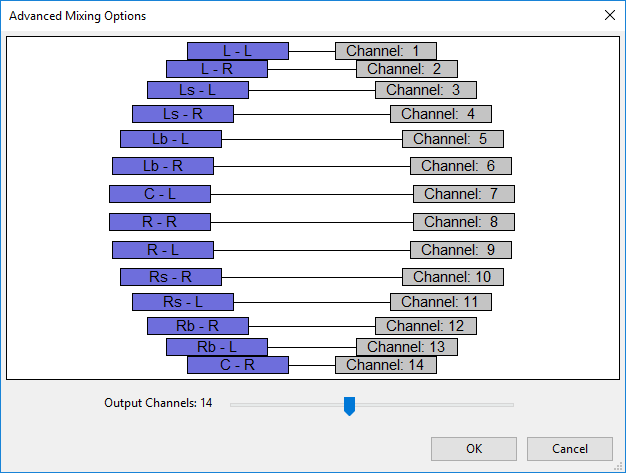 Advanced Mixing Options
L - L Channel: 1
L - R Channel: 2
Ls - L Channel: 3
Ls - R Channel: 4
Lb - L Channel: 5
Lb - R Channel: 6
C - L Channel: 7
R - R Channel: 8
R - L Channel: 9
Rs - R Channel: 10
Rs - L Channel: 11
Rb - R Channel: 12
Rb - L Channel: 13
C - R Channel: 14
Output Channels: 14
OK Cancel